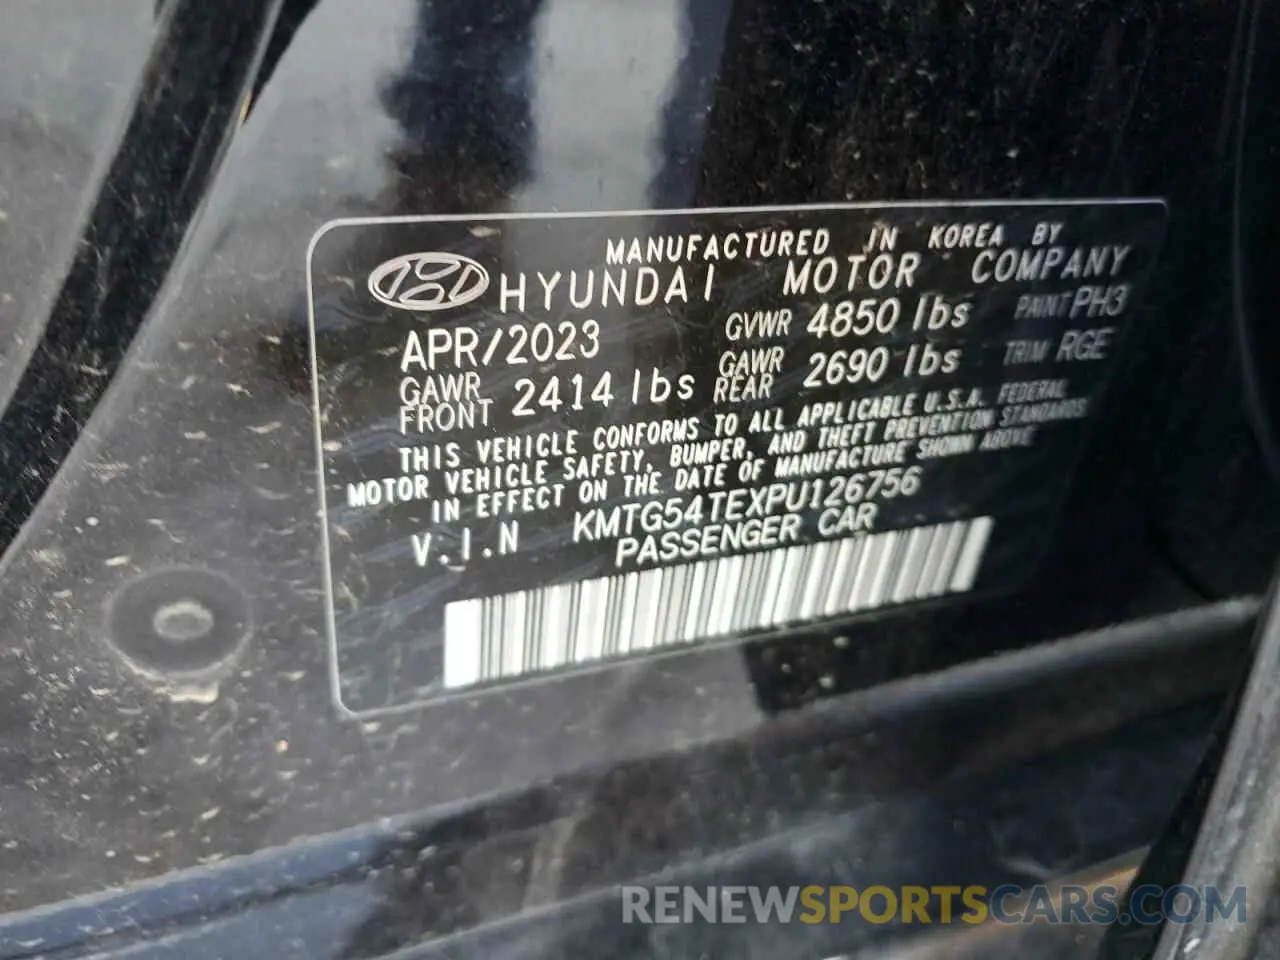 MANUFACTURED IN KOREA BY
HYUNDAI MOTOR COMPANY
APR/2023 GVWR 4850 lbs PAINT PH3
GAWR FRONT 2414 lbs GAWR REAR 2690 lbs TRIM RGE
THIS VEHICLE CONFORMS TO ALL APPLICABLE U.S.A. FEDERAL
MOTOR VEHICLE SAFETY, BUMPER, AND THEFT PREVENTION STANDARDS
IN EFFECT ON THE DATE OF MANUFACTURE SHOWN ABOVE
V.I.N KMTG54TEXPU126756
PASSENGER CAR
RENEWSPORTSCARS.COM